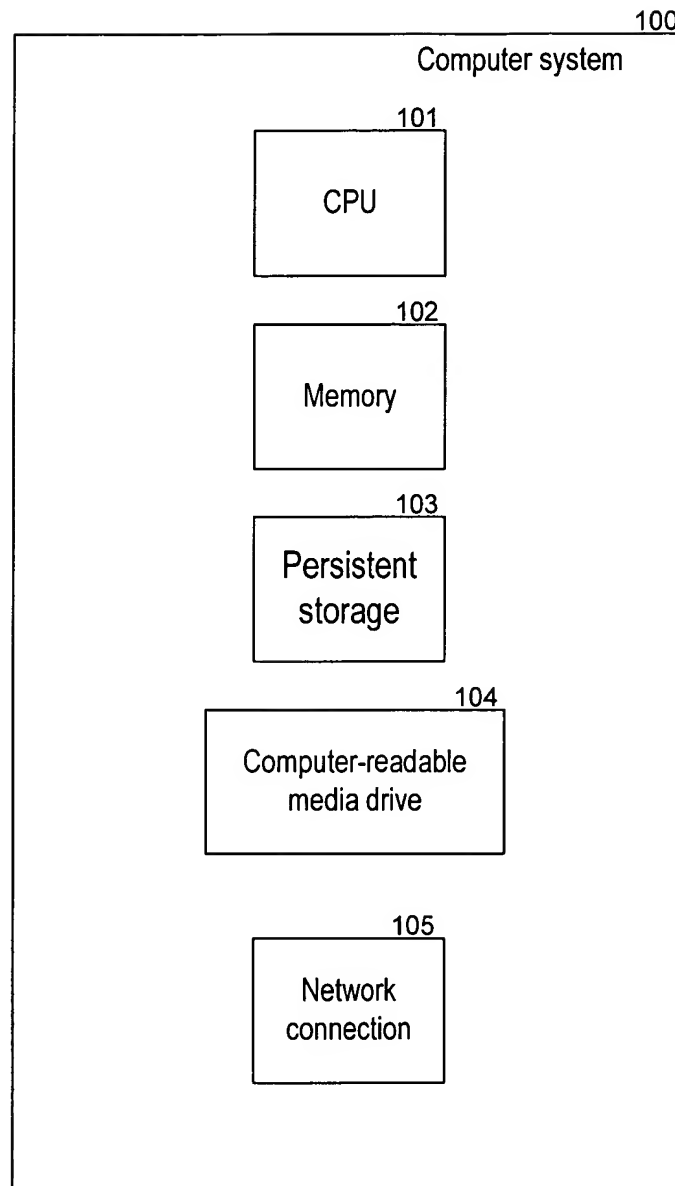 100
Computer system
101
CPU
102
Memory
103
Persistent
storage
104
Computer-readable
media drive
105
Network
connection